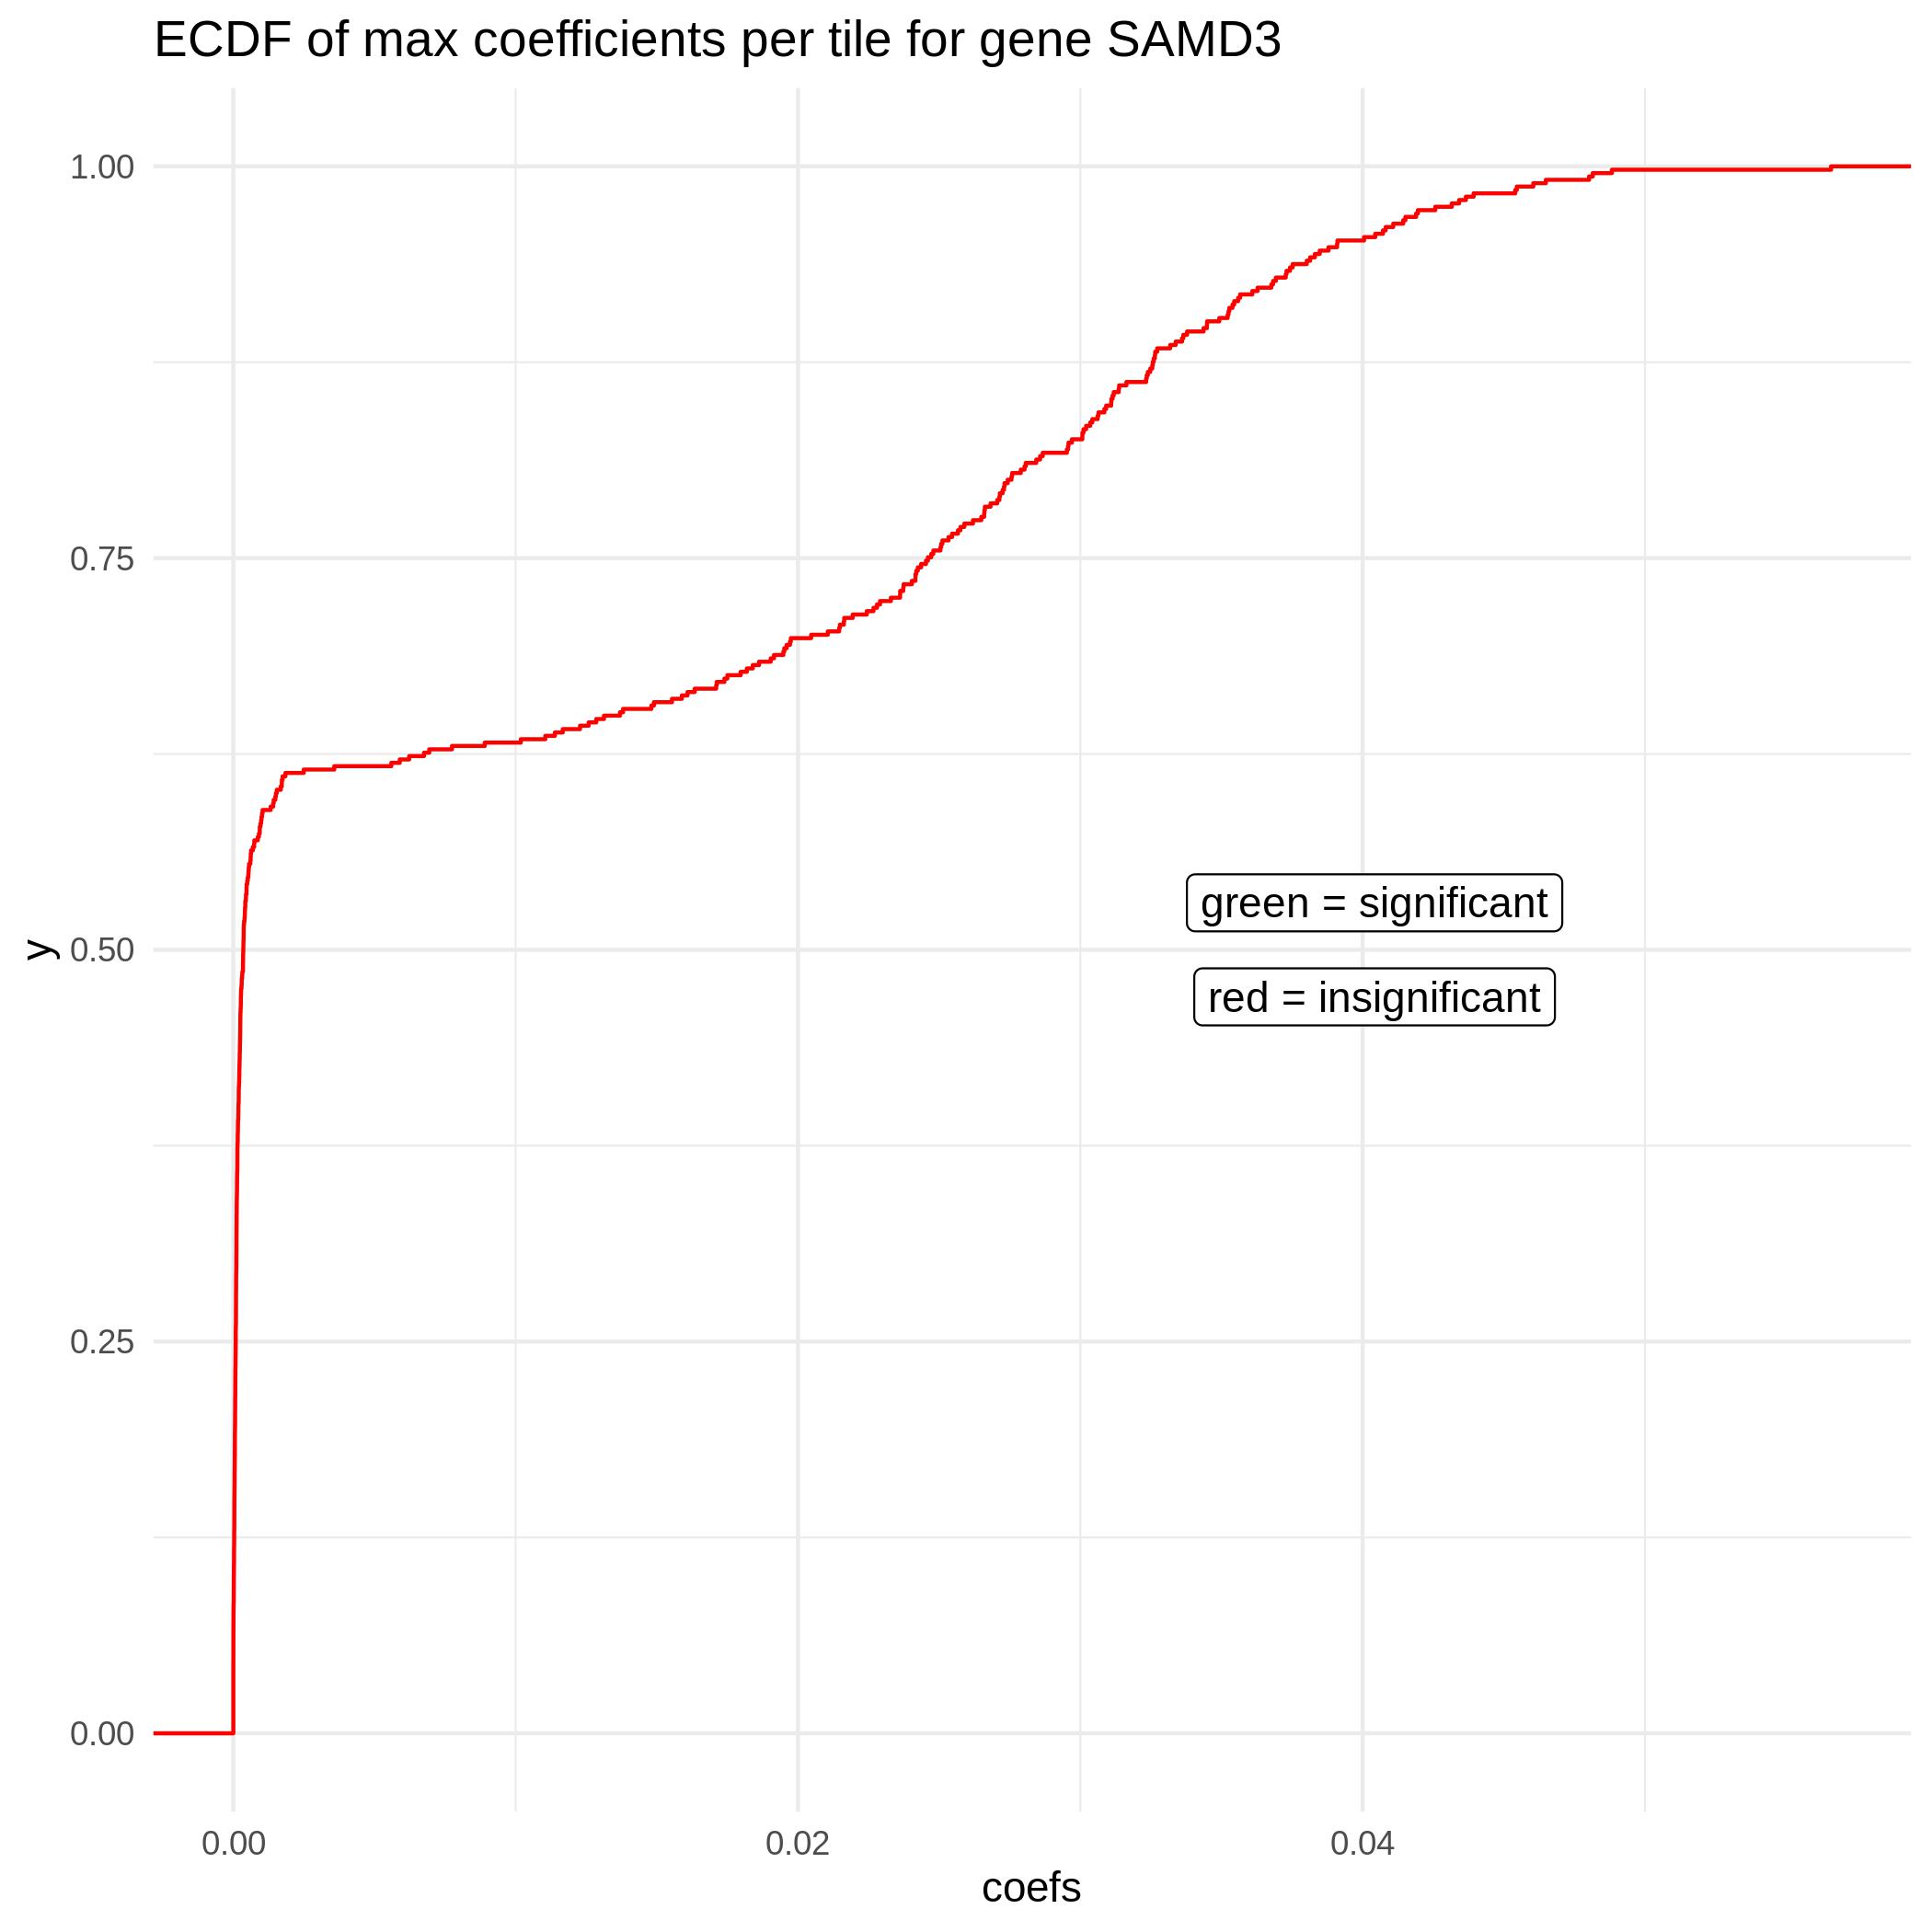 ECDF of max coefficients per tile for gene SAMD3
1.00
0.75
0.50
0.25
0.00
y
green = significant
red = insignificant
0.00 0.02 0.04
coefs